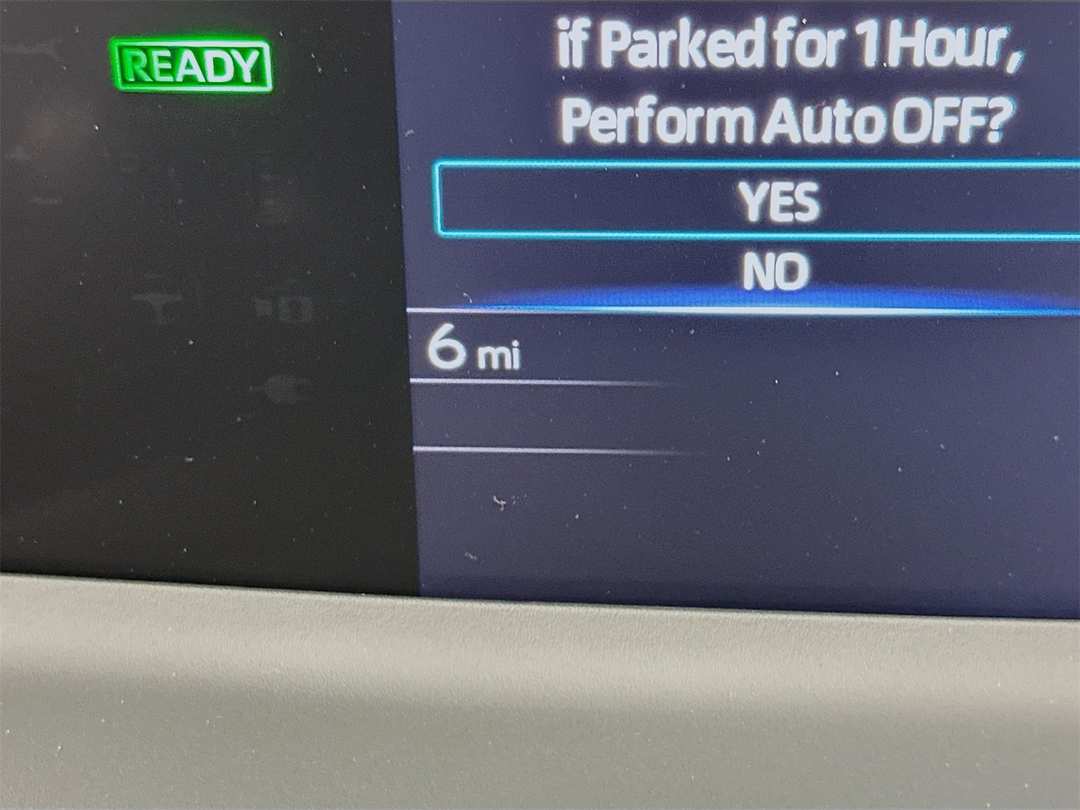 READY
if Parked for 1 Hour,
Perform Auto OFF?
YES
NO
6 mi